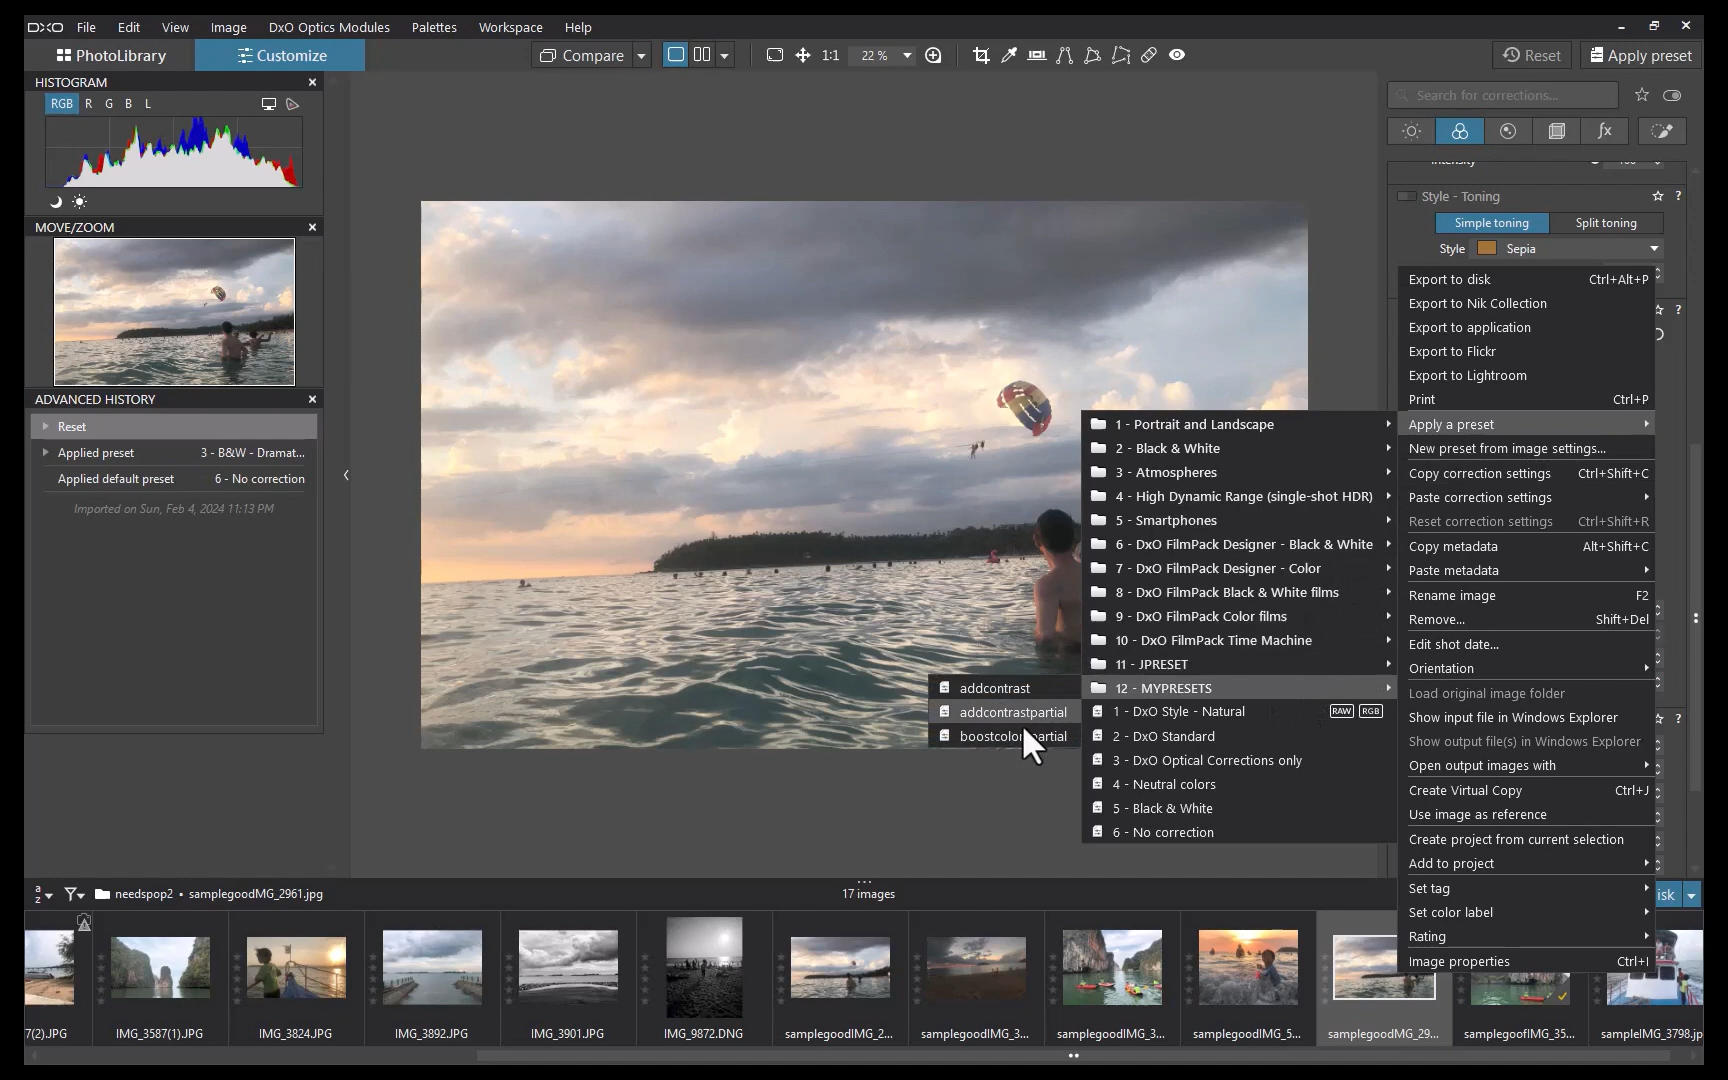 DXO File Edit View Image DxO Optics Modules Palettes Workspace Help
PhotoLibrary Customize Compare 1:1 22 % Reset Apply preset
HISTOGRAM
RGB R G B L
MOVE/ZOOM
ADVANCED HISTORY
Reset
Applied preset 3 - B&W - Dramat...
Applied default preset 6 - No correction
Imported on Sun, Feb 4, 2024 11:13 PM
Search for corrections...
fx
Intensity
Style - Toning ?
Simple toning Split toning
Style Sepia
Export to disk Ctrl+Alt+P
Export to Nik Collection
Export to application
Export to Flickr
Export to Lightroom
Print Ctrl+P
Apply a preset
New preset from image settings...
Copy correction settings Ctrl+Shift+C
Paste correction settings
Reset correction settings Ctrl+Shift+R
Copy metadata Alt+Shift+C
Paste metadata
Rename image F2
Remove... Shift+Del
Edit shot date...
Orientation
Load original image folder
Show input file in Windows Explorer
Show output file(s) in Windows Explorer
Open output images with
Create Virtual Copy Ctrl+J
Use image as reference
Create project from current selection
Add to project
Set tag
Set color label
Rating
Image properties Ctrl+I
1 - Portrait and Landscape
2 - Black & White
3 - Atmospheres
4 - High Dynamic Range (single-shot HDR)
5 - Smartphones
6 - DxO FilmPack Designer - Black & White
7 - DxO FilmPack Designer - Color
8 - DxO FilmPack Black & White films
9 - DxO FilmPack Color films
10 - DxO FilmPack Time Machine
11 - JPRESET
12 - MYPRESETS
1 - DxO Style - Natural RAW RGB
2 - DxO Standard
3 - DxO Optical Corrections only
4 - Neutral colors
5 - Black & White
6 - No correction
addcontrast
addcontrastpartial
needspop2 • samplegoodMG_2961.jpg 17 images isk
7(2).JPG IMG_3587(1).JPG IMG_3824.JPG IMG_3892.JPG IMG_3901.JPG IMG_9872.DNG samplegoodIMG_2... samplegoodIMG_3... samplegoodIMG_3... samplegoodIMG_5... samplegoodMG_29... samplegoofIMG_35... sampleIMG_3798.jp